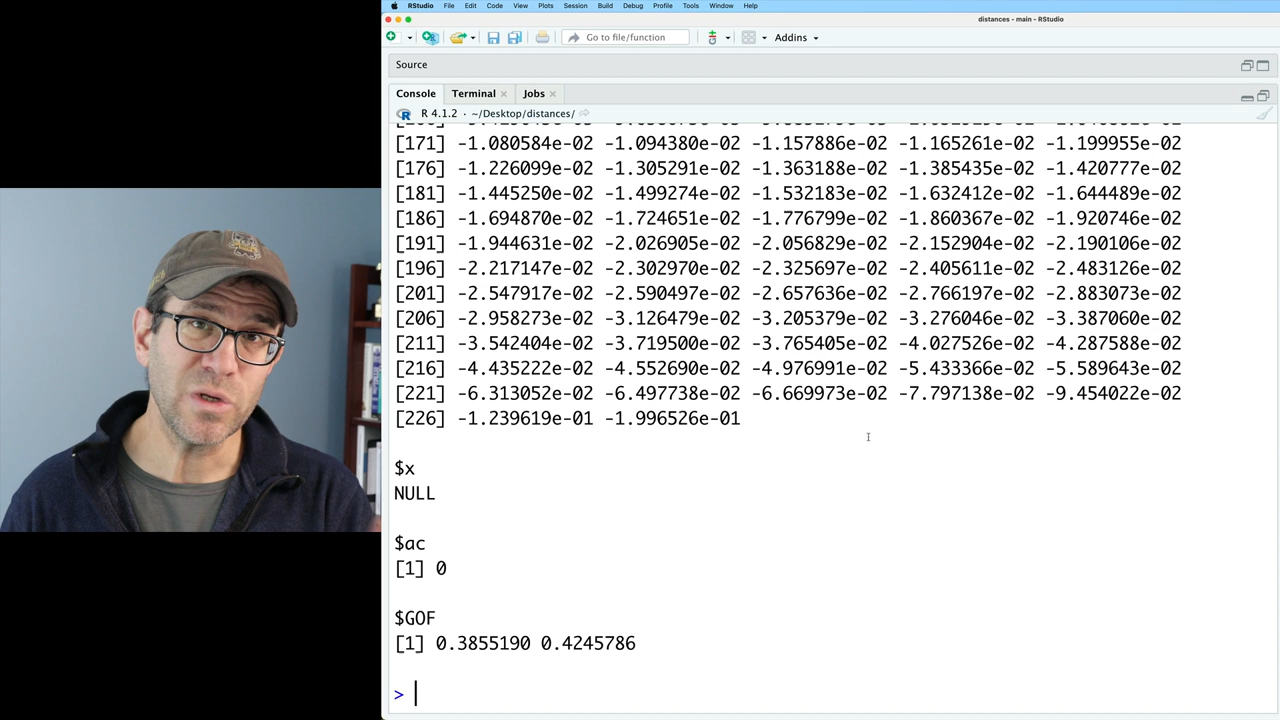 RStudio File Edit Code View Plots Session Build Debug Profile Tools Window Help
distances - main - RStudio
Go to file/function Addins
Source
Console Terminal Jobs
R 4.1.2 · ~/Desktop/distances/
[171] -1.080584e-02 -1.094380e-02 -1.157886e-02 -1.165261e-02 -1.199955e-02
[176] -1.226099e-02 -1.305291e-02 -1.363188e-02 -1.385435e-02 -1.420777e-02
[181] -1.445250e-02 -1.499274e-02 -1.532183e-02 -1.632412e-02 -1.644489e-02
[186] -1.694870e-02 -1.724651e-02 -1.776799e-02 -1.860367e-02 -1.920746e-02
[191] -1.944631e-02 -2.026905e-02 -2.056829e-02 -2.152904e-02 -2.190106e-02
[196] -2.217147e-02 -2.302970e-02 -2.325697e-02 -2.405611e-02 -2.483126e-02
[201] -2.547917e-02 -2.590497e-02 -2.657636e-02 -2.766197e-02 -2.883073e-02
[206] -2.958273e-02 -3.126479e-02 -3.205379e-02 -3.276046e-02 -3.387060e-02
[211] -3.542404e-02 -3.719500e-02 -3.765405e-02 -4.027526e-02 -4.287588e-02
[216] -4.435222e-02 -4.552690e-02 -4.976991e-02 -5.433366e-02 -5.589643e-02
[221] -6.313052e-02 -6.497738e-02 -6.669973e-02 -7.797138e-02 -9.454022e-02
[226] -1.239619e-01 -1.996526e-01
$x
NULL
$ac
[1] 0
$GOF
[1] 0.3855190 0.4245786
>